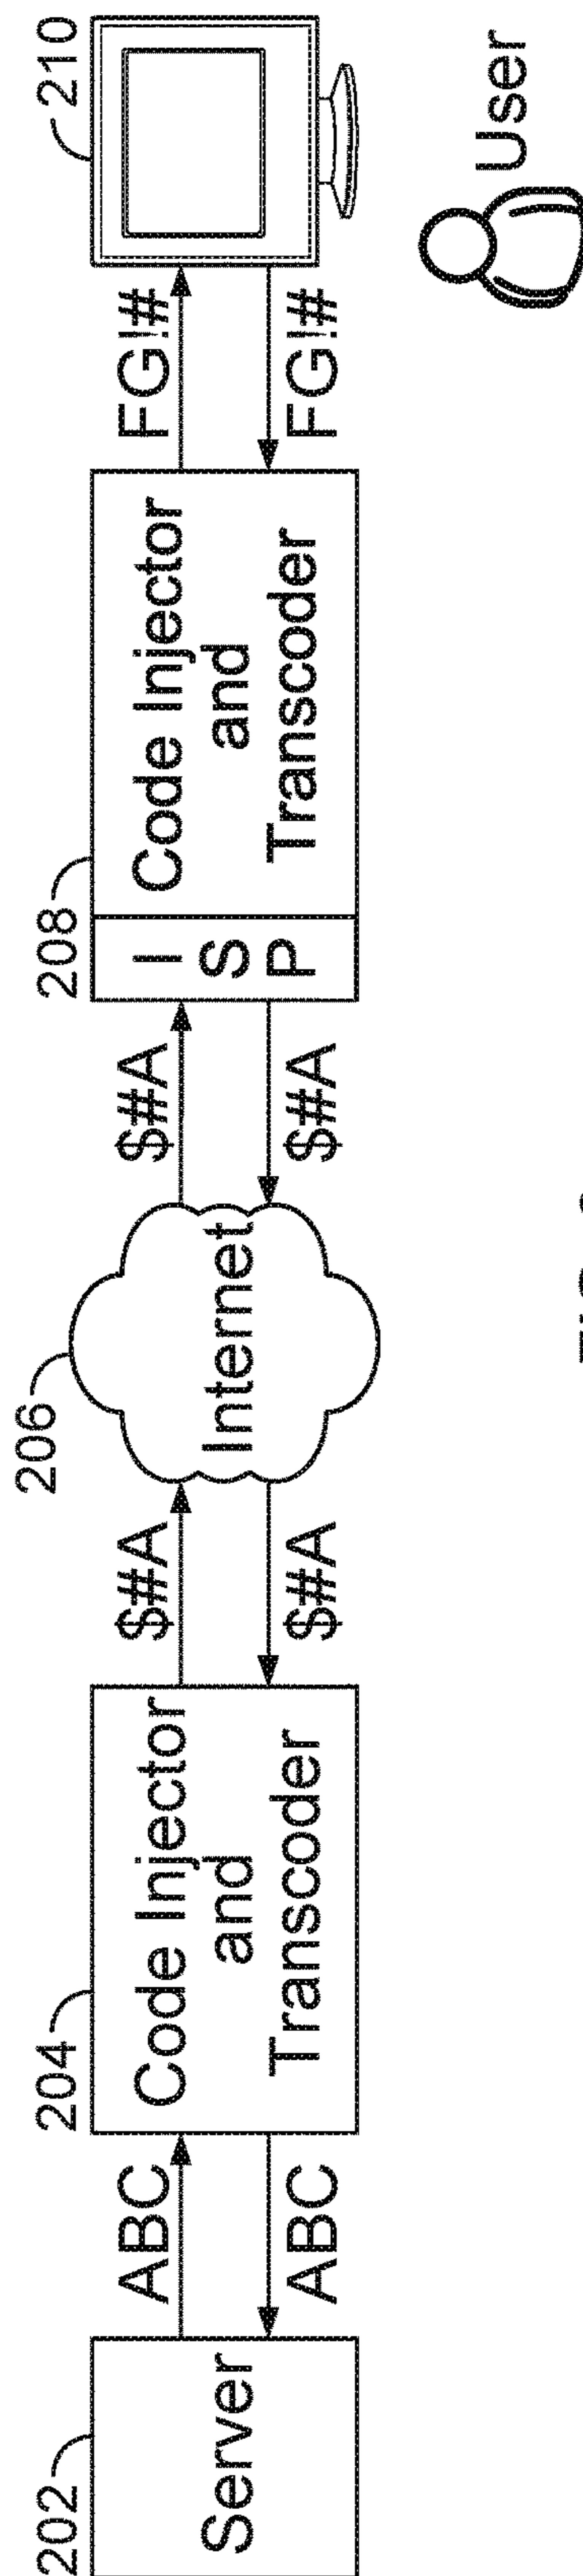 202
Server
ABC
ABC
204
Code Injector
and
Transcoder
$#A
$#A
206
Internet
$#A
$#A
208
I
S
P
Code Injector
and
Transcoder
FG!#
FG!#
210
User